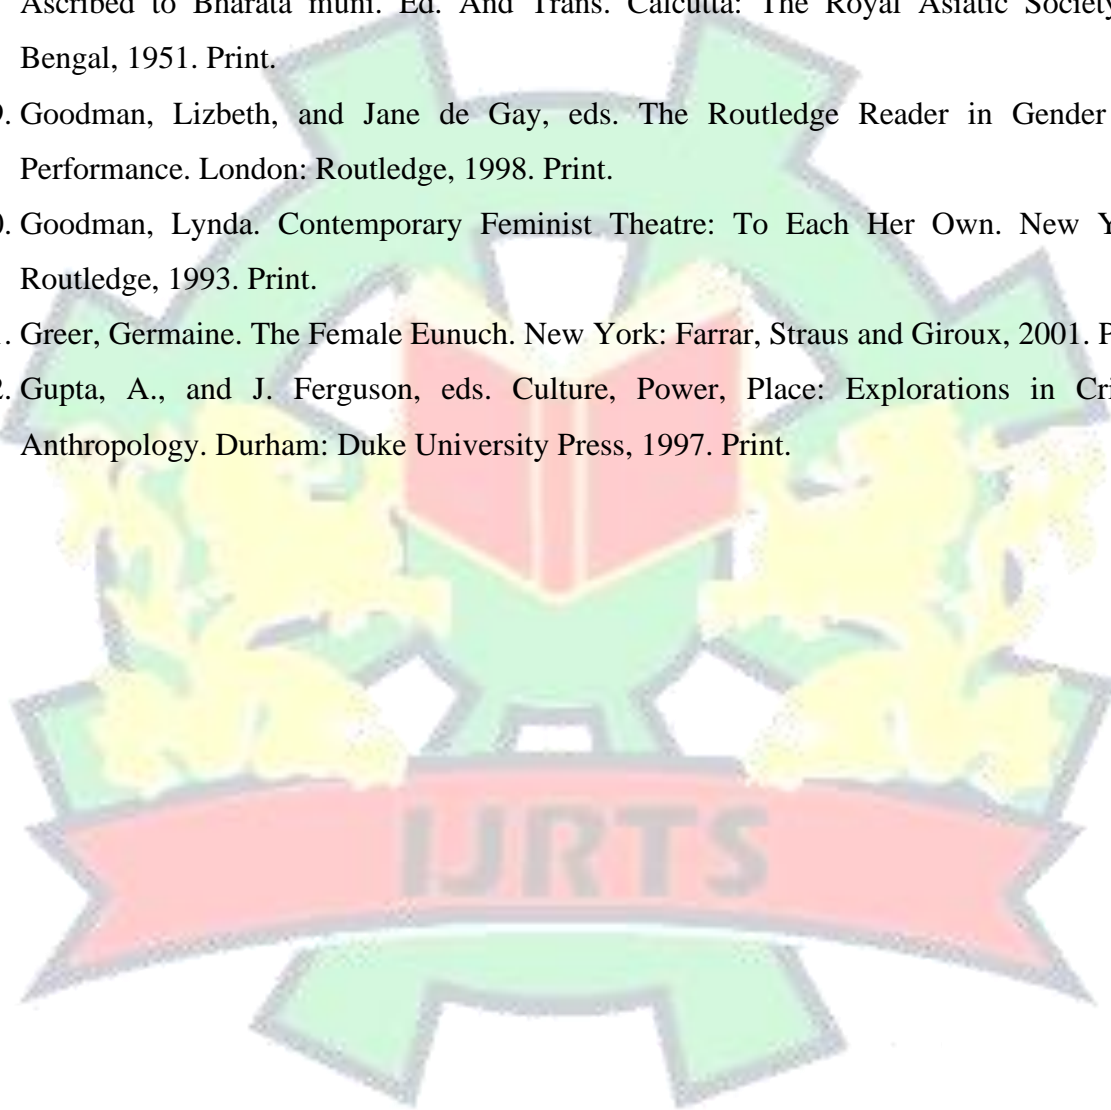 Ascribed to Bharata muni. Ed. And Trans. Calcutta: The Royal Asiatic Society
Bengal, 1951. Print.
. Goodman, Lizbeth, and Jane de Gay, eds. The Routledge Reader in Gender
Performance. London: Routledge, 1998. Print.
0. Goodman, Lynda. Contemporary Feminist Theatre: To Each Her Own. New Y
Routledge, 1993. Print.
. Greer, Germaine. The Female Eunuch. New York: Farrar, Straus and Giroux, 2001. P
2. Gupta, A., and J. Ferguson, eds. Culture, Power, Place: Explorations in Cri
Anthropology. Durham: Duke University Press, 1997. Print.
IJRTS